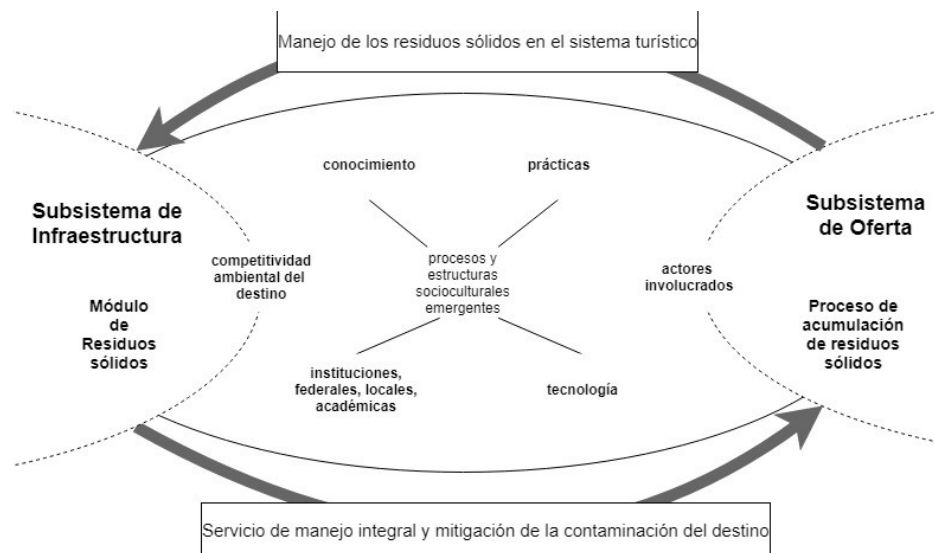 Manejo de los residuos sólidos en el sistema turístico
conocimiento
prácticas
Subsistema de
Infraestructura
Subsistema
de Oferta
competitividad
ambiental del
destino
procesos y
estructuras
socioculturales
emergentes
actores
involucrados
Módulo
de
Residuos
sólidos
Proceso de
acumulación
de residuos
sólidos
instituciones,
federales, locales,
académicas
tecnología
Servicio de manejo integral y mitigación de la contaminación del destino